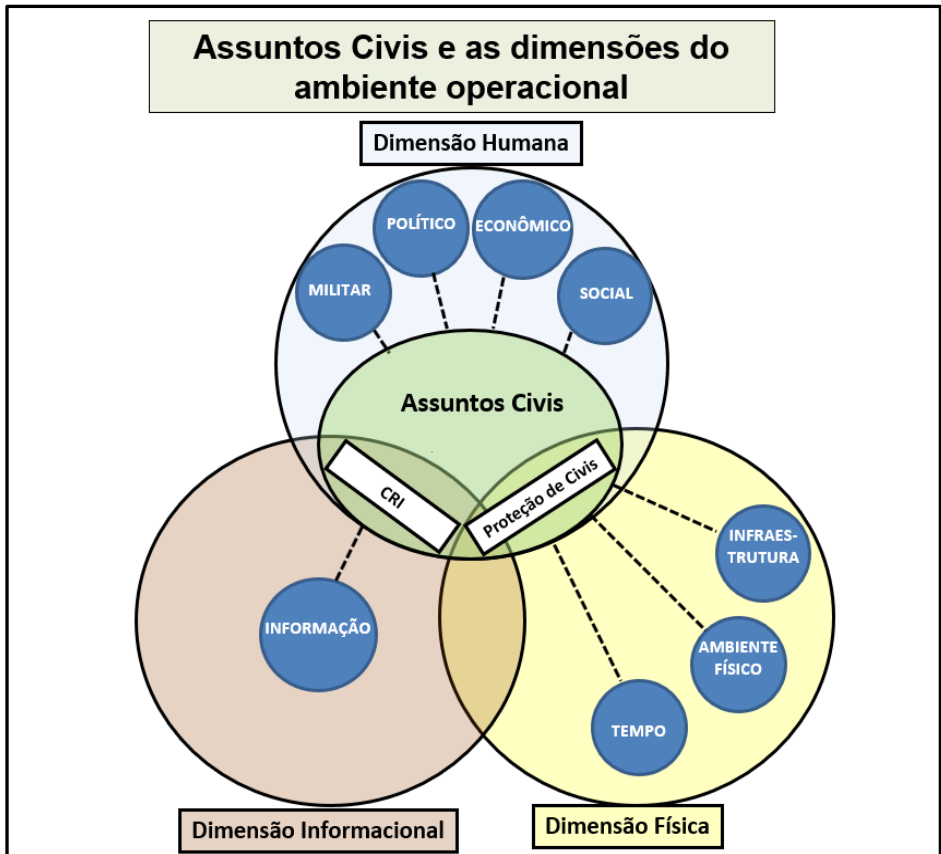 Assuntos Civis e as dimensões do
ambiente operacional
Dimensão Humana
POLÍTICO
ECONÔMICO
MILITAR
SOCIAL
Assuntos Civis
CRI
Proteção de Civis
INFRAES-
TRUTURA
INFORMAÇÃO
AMBIENTE
FÍSICO
TEMPO
Dimensão Informacional
Dimensão Física